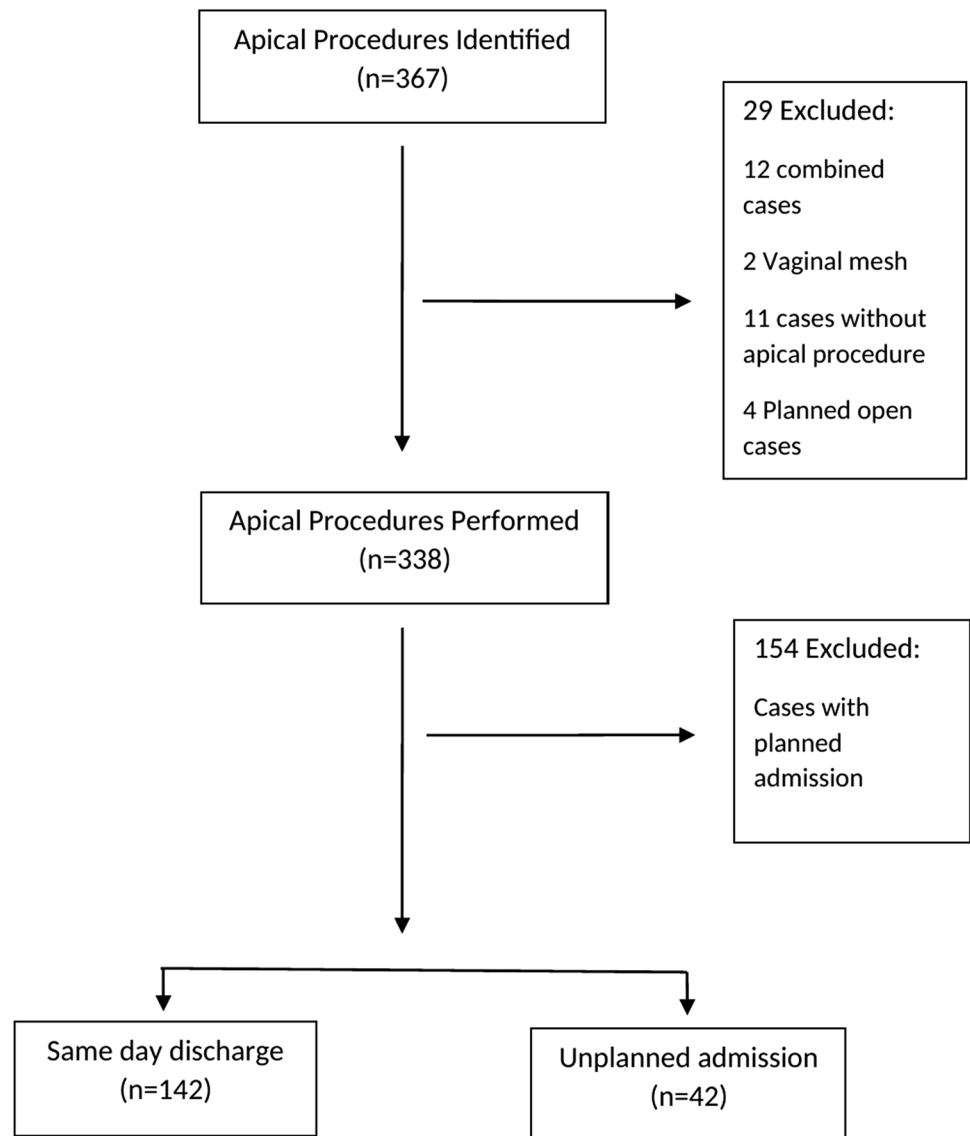 Apical Procedures Identified
(n=367)
29 Excluded:
12 combined
cases
2 Vaginal mesh
11 cases without
apical procedure
4 Planned open
cases
Apical Procedures Performed
(n=338)
154 Excluded:
Cases with
planned
admission
Same day discharge
(n=142)
Unplanned admission
(n=42)